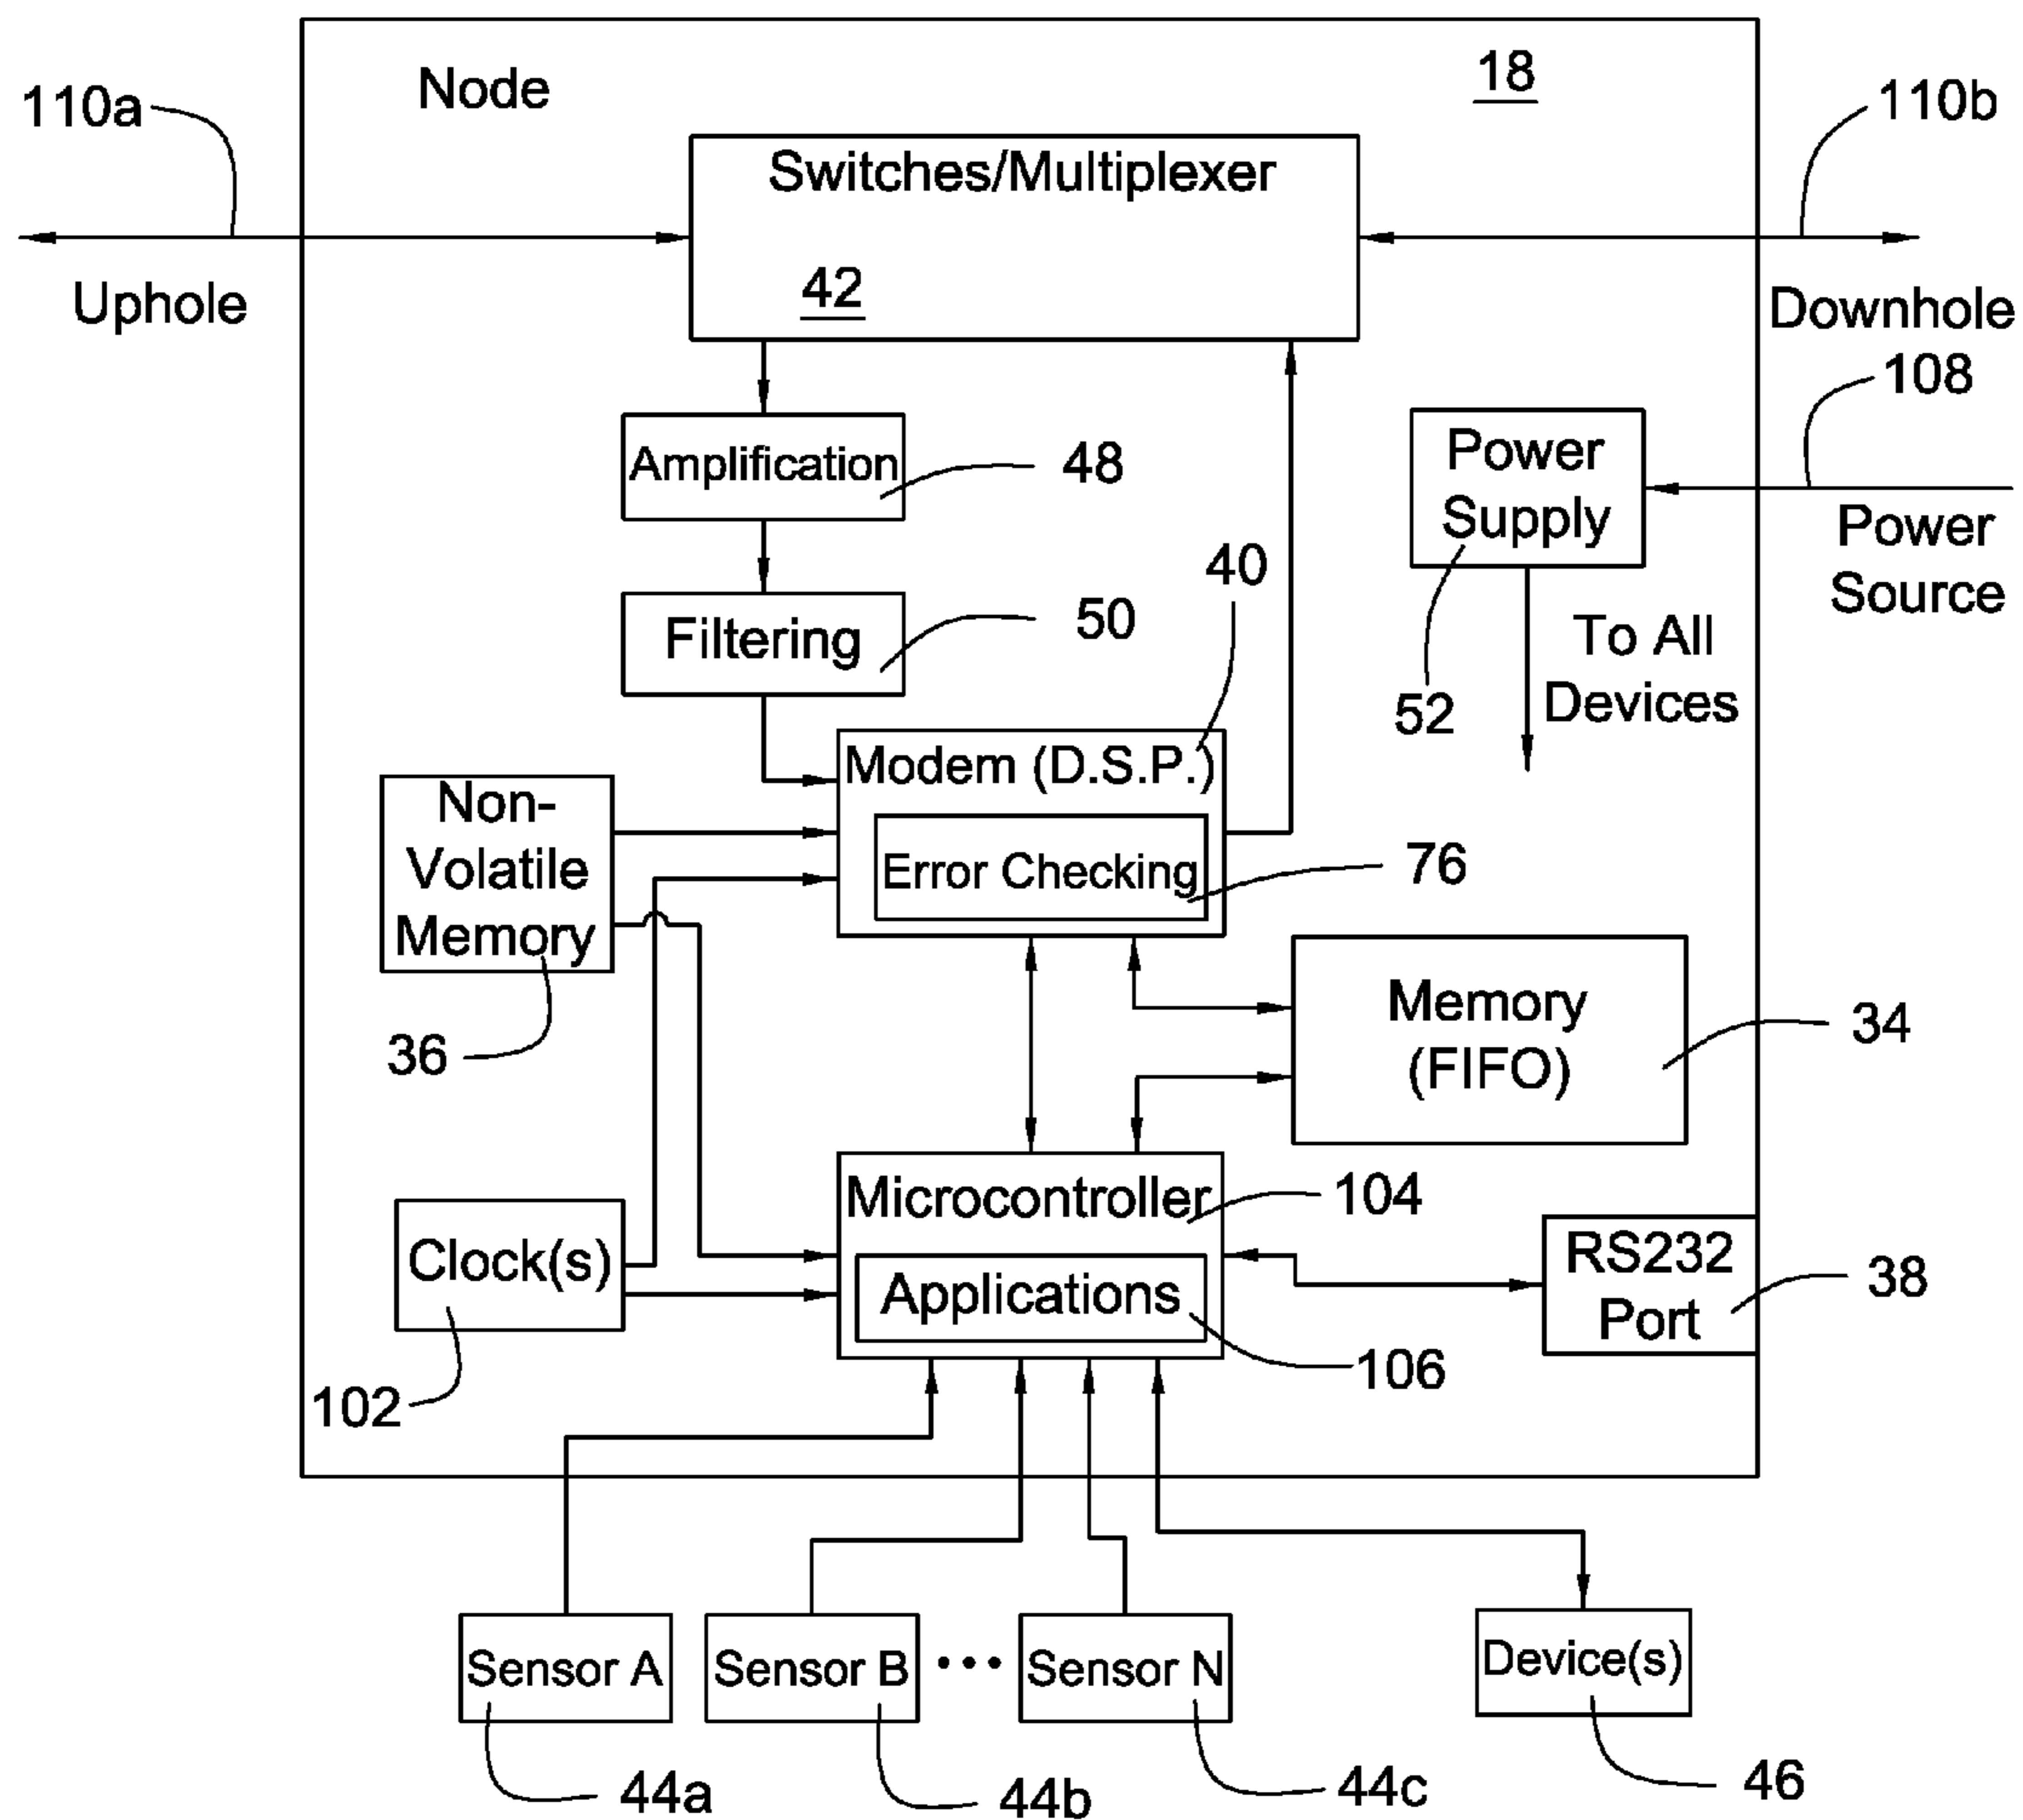 Node
18
110a
110b
Switches/Multiplexer
42
Uphole
Downhole
108
Power
Supply
52
Power
Source
To All
Devices
Amplification
48
Filtering
50
40
Modem (D.S.P.)
Error Checking
76
Non-
Volatile
Memory
36
Memory
(FIFO)
34
Microcontroller
104
Applications
106
Clock(s)
102
RS232
Port
38
Sensor A
Sensor B
•••
Sensor N
Device(s)
44a
44b
44c
46